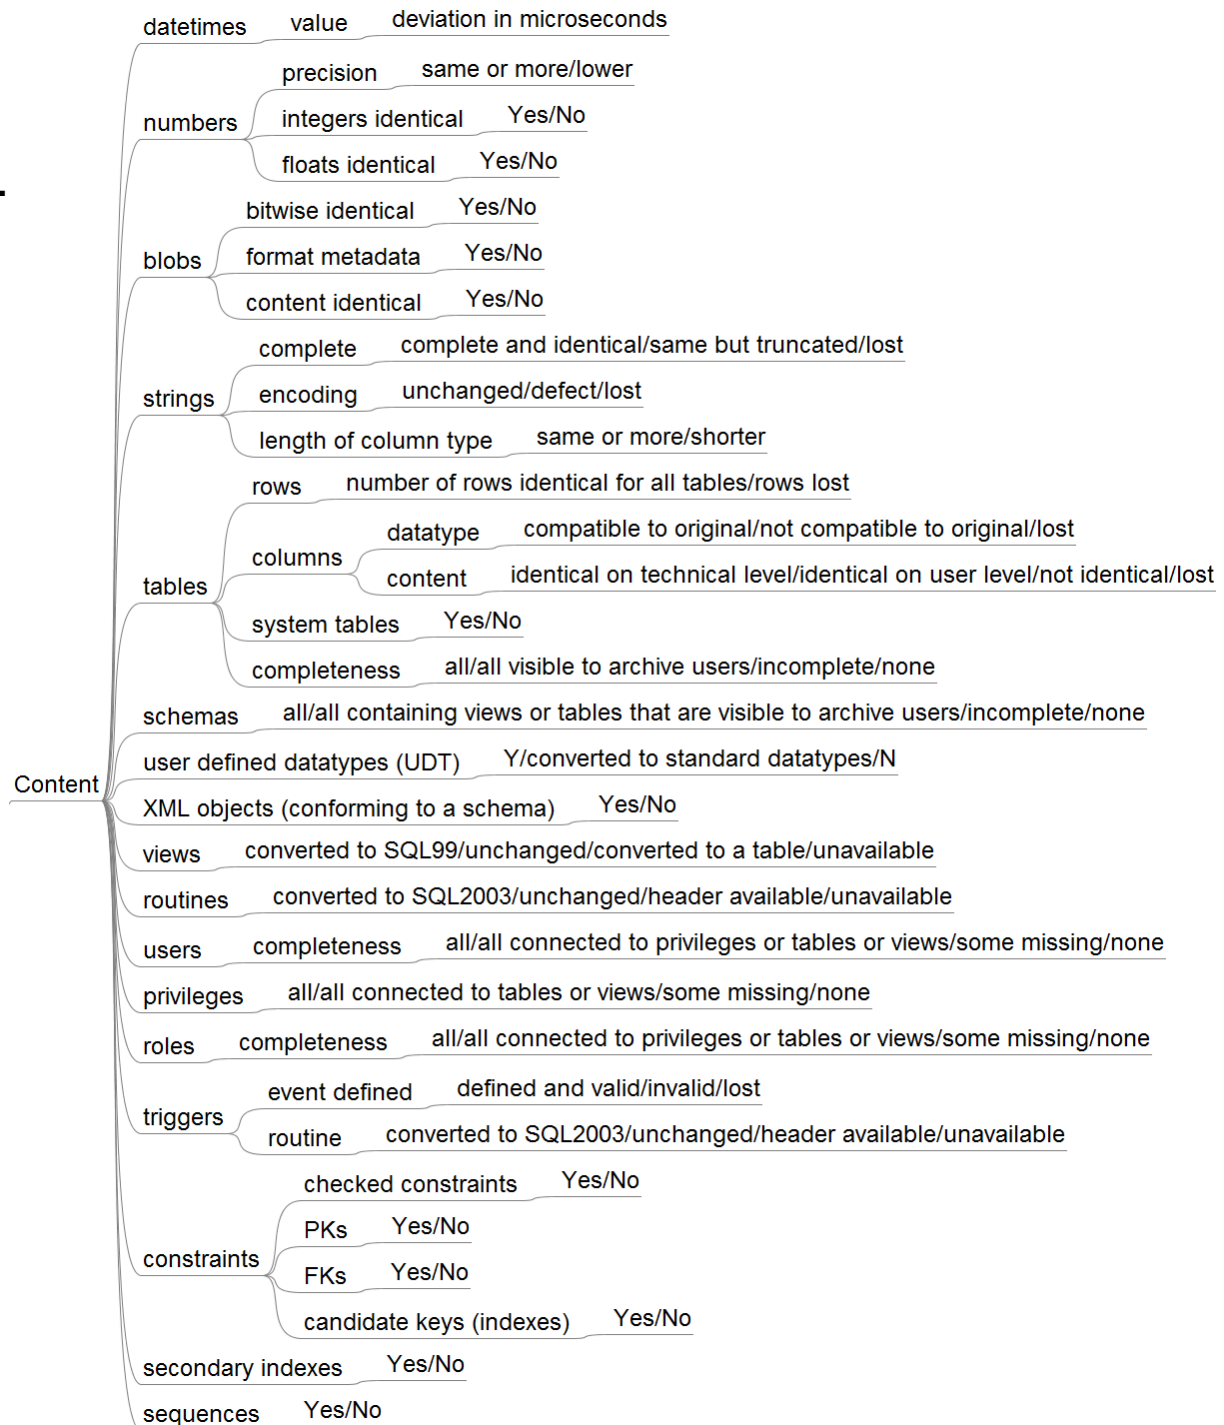 datetimes value deviation in microseconds
numbers precision same or more/lower
integers identical Yes/No
floats identical Yes/No
blobs bitwise identical Yes/No
format metadata Yes/No
content identical Yes/No
strings complete complete and identical/same but truncated/lost
encoding unchanged/defect/lost
length of column type same or more/shorter
tables rows number of rows identical for all tables/rows lost
columns datatype compatible to original/not compatible to original/lost
content identical on technical level/identical on user level/not identical/lost
system tables Yes/No
completeness all/all visible to archive users/incomplete/none
schemas all/all containing views or tables that are visible to archive users/incomplete/none
user defined datatypes (UDT) Y/converted to standard datatypes/N
Content
XML objects (conforming to a schema) Yes/No
views converted to SQL99/unchanged/converted to a table/unavailable
routines converted to SQL2003/unchanged/header available/unavailable
users completeness all/all connected to privileges or tables or views/some missing/none
privileges all/all connected to tables or views/some missing/none
roles completeness all/all connected to privileges or tables or views/some missing/none
triggers event defined defined and valid/invalid/lost
routine converted to SQL2003/unchanged/header available/unavailable
constraints checked constraints Yes/No
PKs Yes/No
FKs Yes/No
candidate keys (indexes) Yes/No
secondary indexes Yes/No
sequences Yes/No